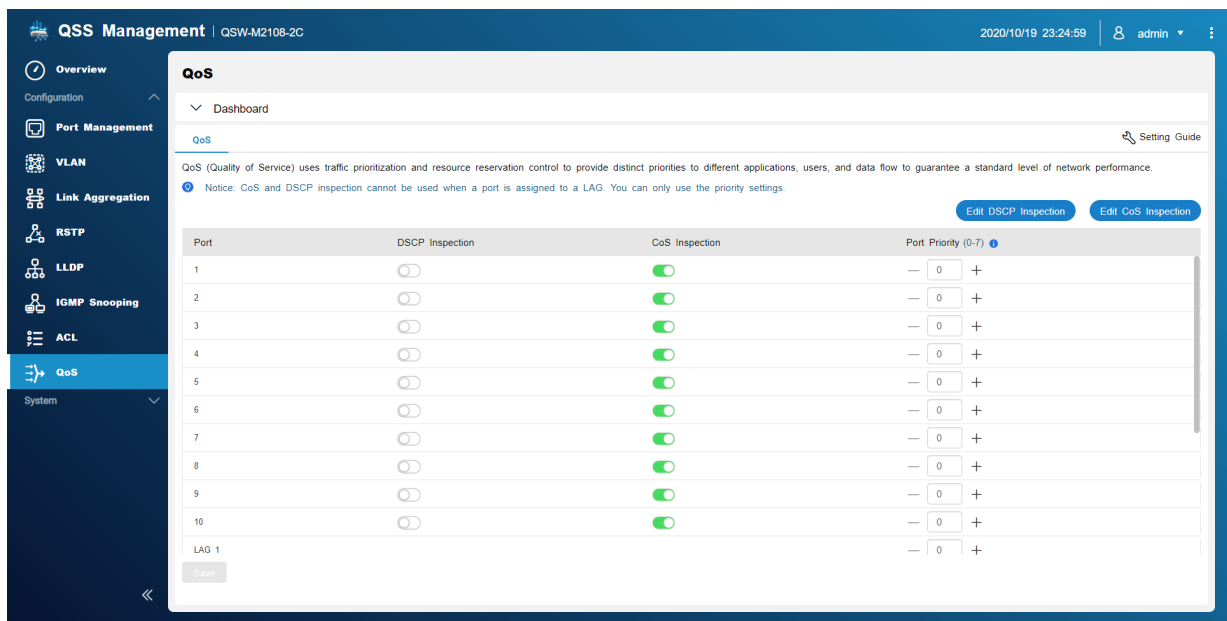 QSS Management | QSW-M2108-2C
2020/10/19 23:24:59
admin
Overview
Configuration
Port Management
VLAN
Link Aggregation
RSTP
LLDP
IGMP Snooping
ACL
QoS
System
QoS
Dashboard
QoS
Setting Guide
QoS (Quality of Service) uses traffic prioritization and resource reservation control to provide distinct priorities to different applications, users, and data flow to guarantee a standard level of network performance.
Notice: CoS and DSCP inspection cannot be used when a port is assigned to a LAG. You can only use the priority settings.
Edit DSCP Inspection Edit CoS Inspection
Port DSCP Inspection CoS Inspection Port Priority (0-7)
1 — 0 +
2 — 0 +
3 — 0 +
4 — 0 +
5 — 0 +
6 — 0 +
7 — 0 +
8 — 0 +
9 — 0 +
10 — 0 +
LAG 1 — 0 +
Save